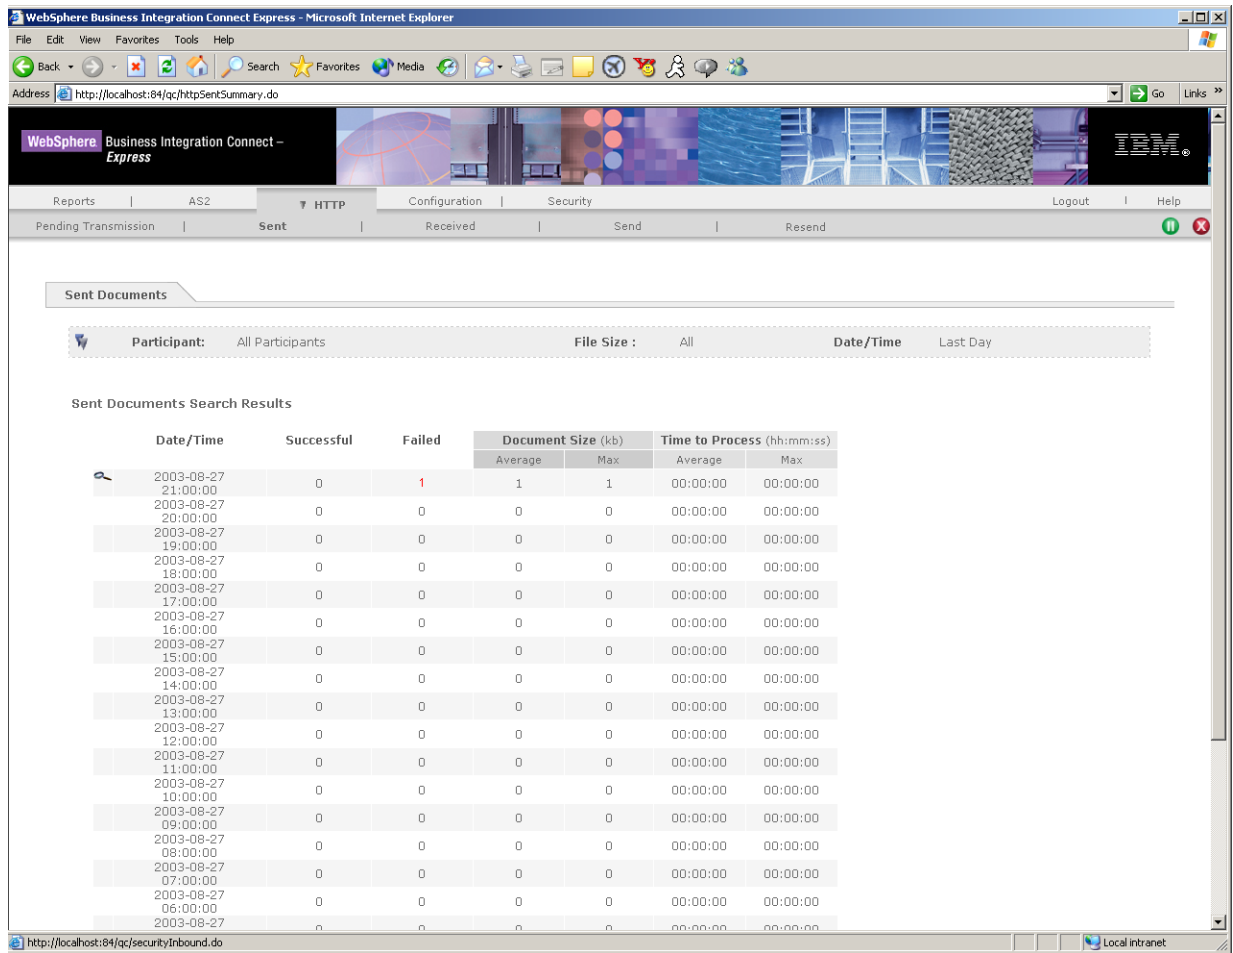 WebSphere Business Integration Connect Express - Microsoft Internet Explorer
File Edit View Favorites Tools Help
Back Search Favorites Media
Address http://localhost:84/qc/httpSentSummary.do Go Links »
WebSphere Business Integration Connect –
Express
IBM®
Reports | AS2 HTTP Configuration | Security Logout | Help
Pending Transmission | Sent | Received | Send | Resend
Sent Documents
Participant: All Participants File Size : All Date/Time Last Day
Sent Documents Search Results
Date/Time Successful Failed Document Size (kb) Time to Process (hh:mm:ss)
Average Max Average Max
2003-08-27
21:00:00 0 1 1 1 00:00:00 00:00:00
2003-08-27
20:00:00 0 0 0 0 00:00:00 00:00:00
2003-08-27
19:00:00 0 0 0 0 00:00:00 00:00:00
2003-08-27
18:00:00 0 0 0 0 00:00:00 00:00:00
2003-08-27
17:00:00 0 0 0 0 00:00:00 00:00:00
2003-08-27
16:00:00 0 0 0 0 00:00:00 00:00:00
2003-08-27
15:00:00 0 0 0 0 00:00:00 00:00:00
2003-08-27
14:00:00 0 0 0 0 00:00:00 00:00:00
2003-08-27
13:00:00 0 0 0 0 00:00:00 00:00:00
2003-08-27
12:00:00 0 0 0 0 00:00:00 00:00:00
2003-08-27
11:00:00 0 0 0 0 00:00:00 00:00:00
2003-08-27
10:00:00 0 0 0 0 00:00:00 00:00:00
2003-08-27
09:00:00 0 0 0 0 00:00:00 00:00:00
2003-08-27
08:00:00 0 0 0 0 00:00:00 00:00:00
2003-08-27
07:00:00 0 0 0 0 00:00:00 00:00:00
2003-08-27
06:00:00 0 0 0 0 00:00:00 00:00:00
2003-08-27
http://localhost:84/qc/securityInbound.do Local intranet